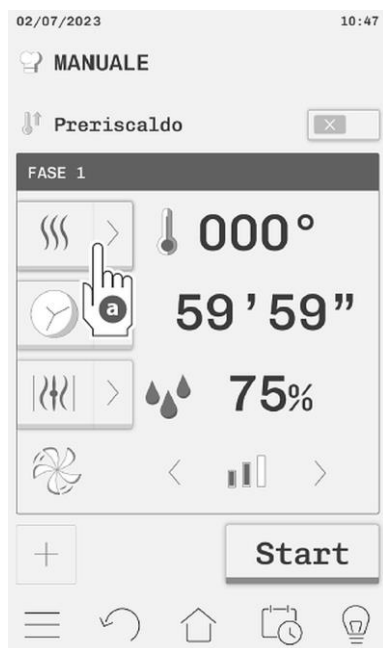 02/07/2023 10:47
MANUALE
Preriscaldo
FASE 1
000°
a
59’59”
75%
Start